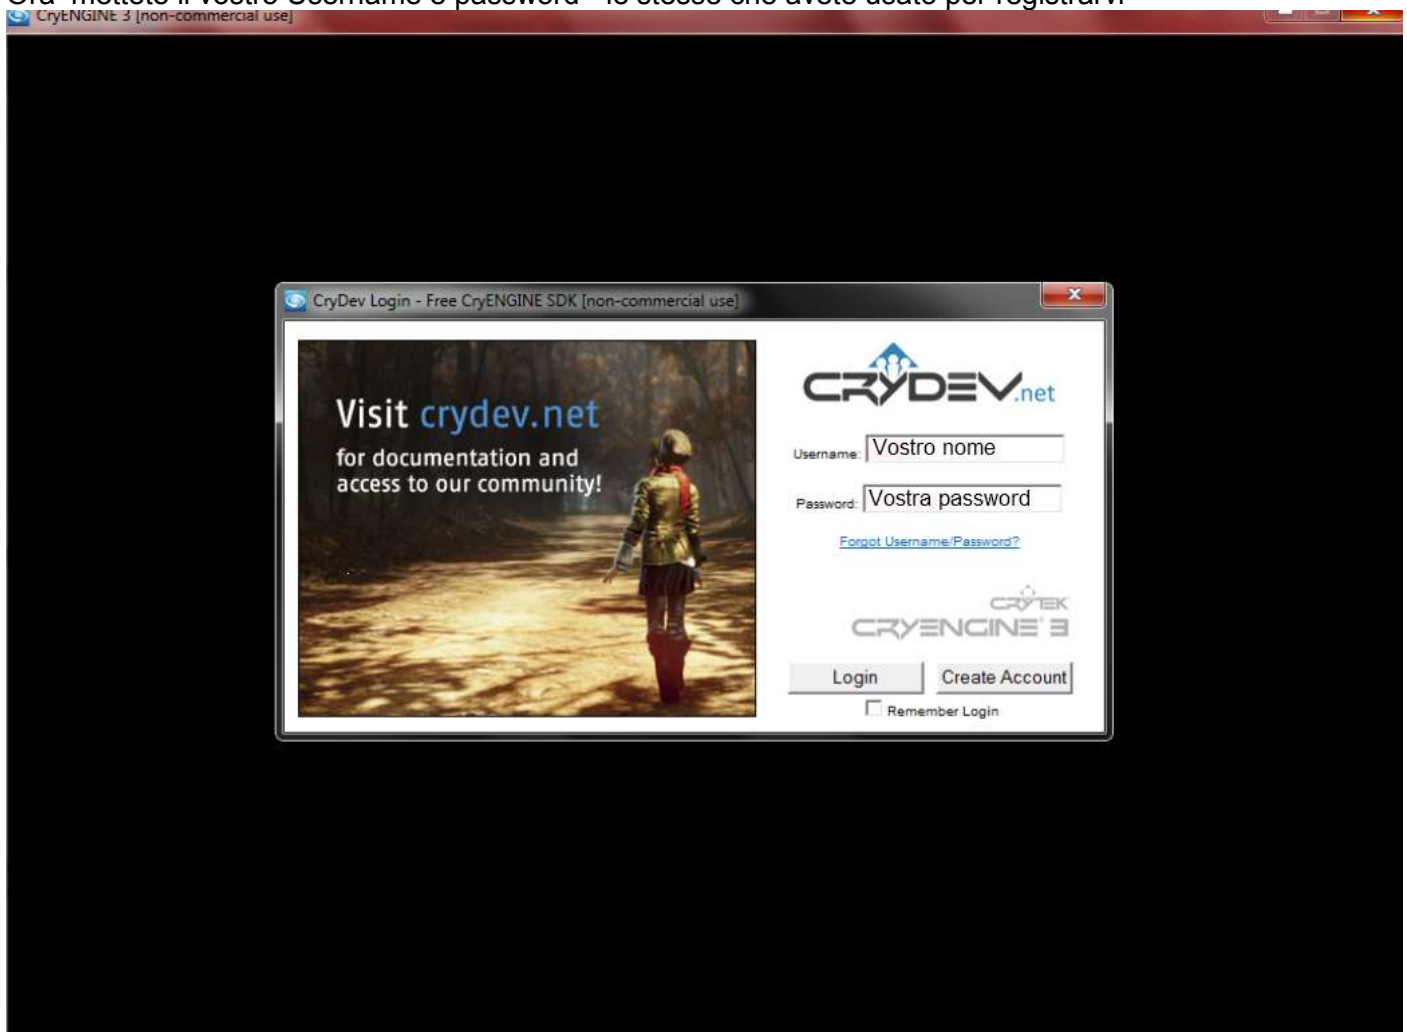 Ora mettete il vostro Username e password le stesse che avete usato per registrarvi
CryENGINE 3 [non-commercial use]
CryDev Login - Free CryENGINE SDK [non-commercial use]
Visit crydev.net
for documentation and
access to our community!
CRYDEV.net
Username: Vostro nome
Password: Vostra password
Forgot Username/Password?
CRYTEK
CRYENGINE® 3
Login Create Account
Remember Login